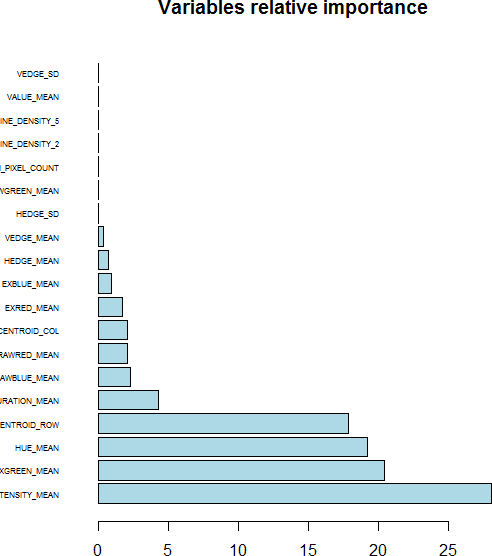 Variables relative importance
VEDGE_SD
VALUE_MEAN
INE_DENSITY_5
INE_DENSITY_2
_PIXEL_COUNT
WGREEN_MEAN
HEDGE_SD
VEDGE_MEAN
HEDGE_MEAN
EXBLUE_MEAN
EXRED_MEAN
CENTROID_COL
RAWRED_MEAN
AWBLUE_MEAN
URATION_MEAN
ENTROID_ROW
HUE_MEAN
XGREEN_MEAN
TENSITY_MEAN
0 5 10 15 20 25